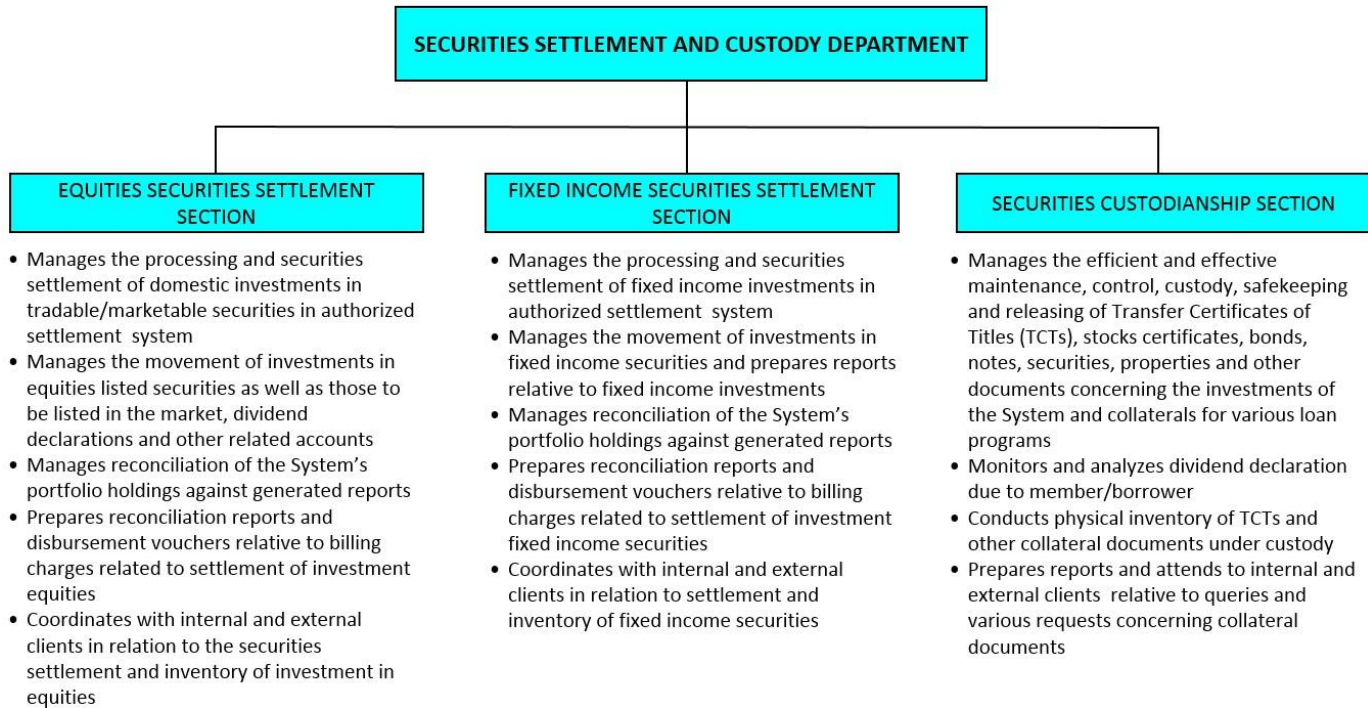 SECURITIES SETTLEMENT AND CUSTODY DEPARTMENT
EQUITIES SECURITIES SETTLEMENT
SECTION
• Manages the processing and securities
settlement of domestic investments in
tradable/marketable securities in authorized
settlement system
• Manages the movement of investments in
equities listed securities as well as those to
be listed in the market, dividend
declarations and other related accounts
• Manages reconciliation of the System's
portfolio holdings against generated reports
• Prepares reconciliation reports and
disbursement vouchers relative to billing
charges related to settlement of investment
equities
• Coordinates with internal and external
clients in relation to the securities
settlement and inventory of investment in
equities
FIXED INCOME SECURITIES SETTLEMENT
SECTION
• Manages the processing and securities
settlement of fixed income investments in
authorized settlement system
• Manages the movement of investments in
fixed income securities and prepares reports
relative to fixed income investments
• Manages reconciliation of the System's
portfolio holdings against generated reports
• Prepares reconciliation reports and
disbursement vouchers relative to billing
charges related to settlement of investment
fixed income securities
• Coordinates with internal and external
clients in relation to settlement and
inventory of fixed income securities
SECURITIES CUSTODIANSHIP SECTION
• Manages the efficient and effective
maintenance, control, custody, safekeeping
and releasing of Transfer Certificates of
Titles (TCTs), stocks certificates, bonds,
notes, securities, properties and other
documents concerning the investments of
the System and collaterals for various loan
programs
• Monitors and analyzes dividend declaration
due to member/borrower
• Conducts physical inventory of TCTs and
other collateral documents under custody
• Prepares reports and attends to internal and
external clients relative to queries and
various requests concerning collateral
documents